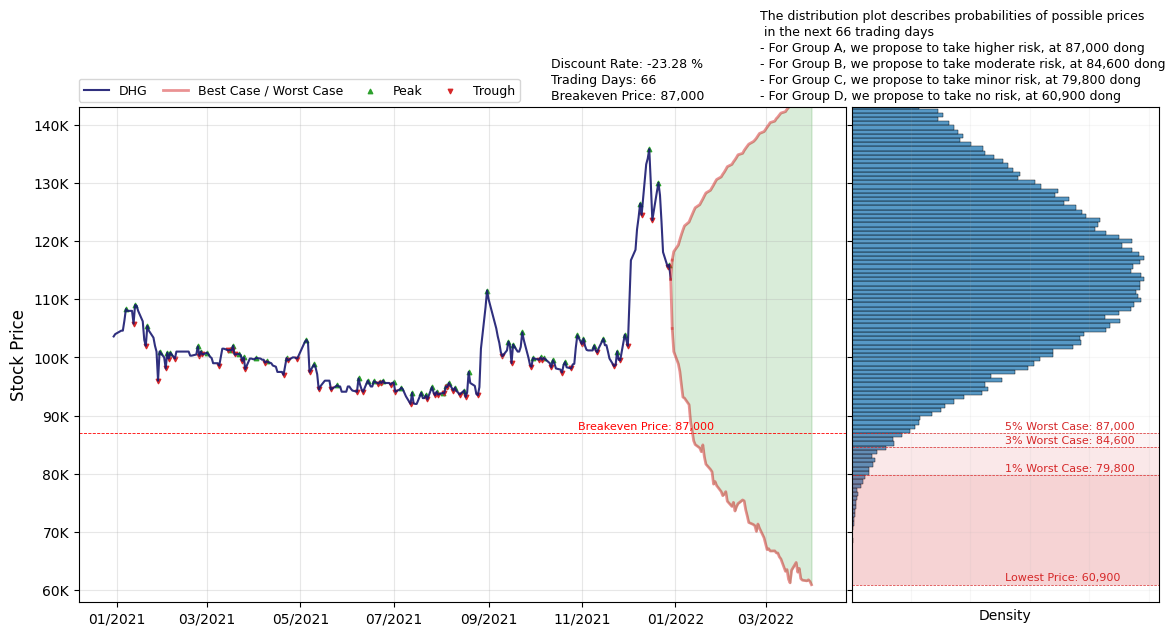 The distribution plot describes probabilities of possible prices
in the next 66 trading days
- For Group A, we propose to take higher risk, at 87,000 dong
- For Group B, we propose to take moderate risk, at 84,600 dong
- For Group C, we propose to take minor risk, at 79,800 dong
- For Group D, we propose to take no risk, at 60,900 dong
Discount Rate: -23.28 %
Trading Days: 66
Breakeven Price: 87,000
DHG
Best Case / Worst Case
Peak
Trough
Stock Price
140K
130K
120K
110K
100K
90K
80K
70K
60K
Breakeven Price: 87,000
5% Worst Case: 87,000
3% Worst Case: 84,600
1% Worst Case: 79,800
Lowest Price: 60,900
01/2021
03/2021
05/2021
07/2021
09/2021
11/2021
01/2022
03/2022
Density